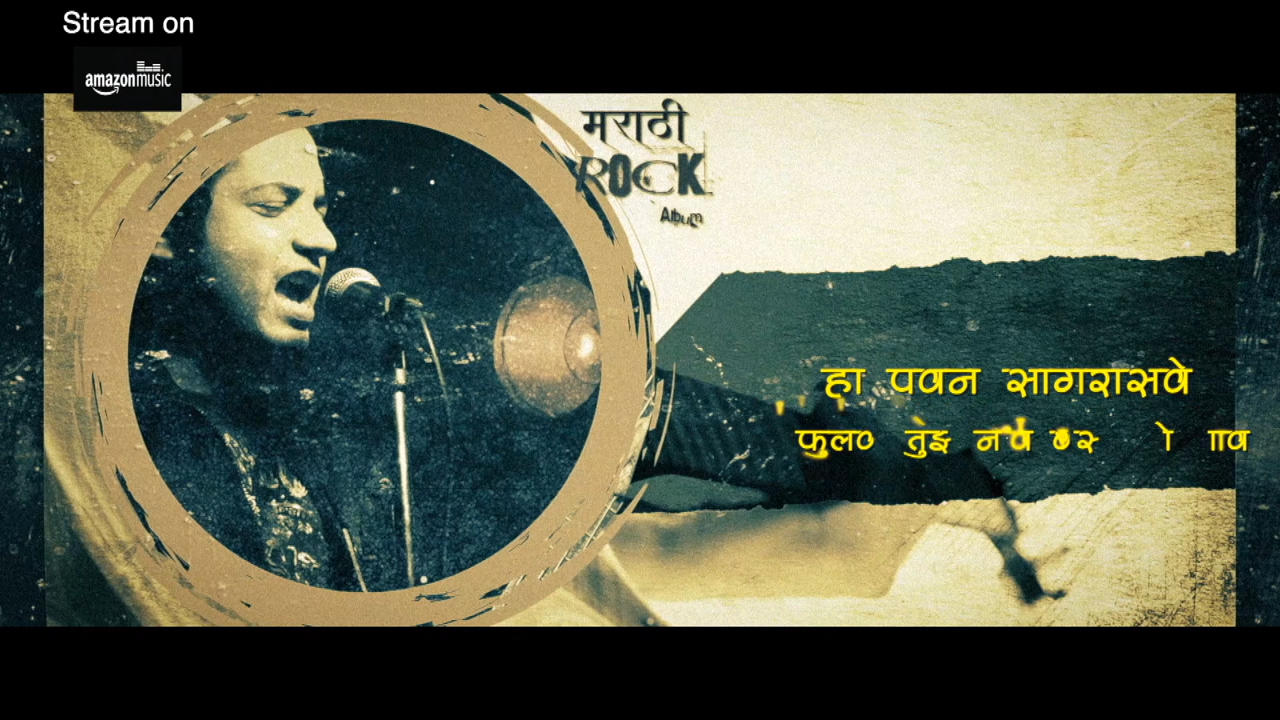 Stream on
amazonmusic
मराठी
ROCK
Album
हा पवन सागरासवे